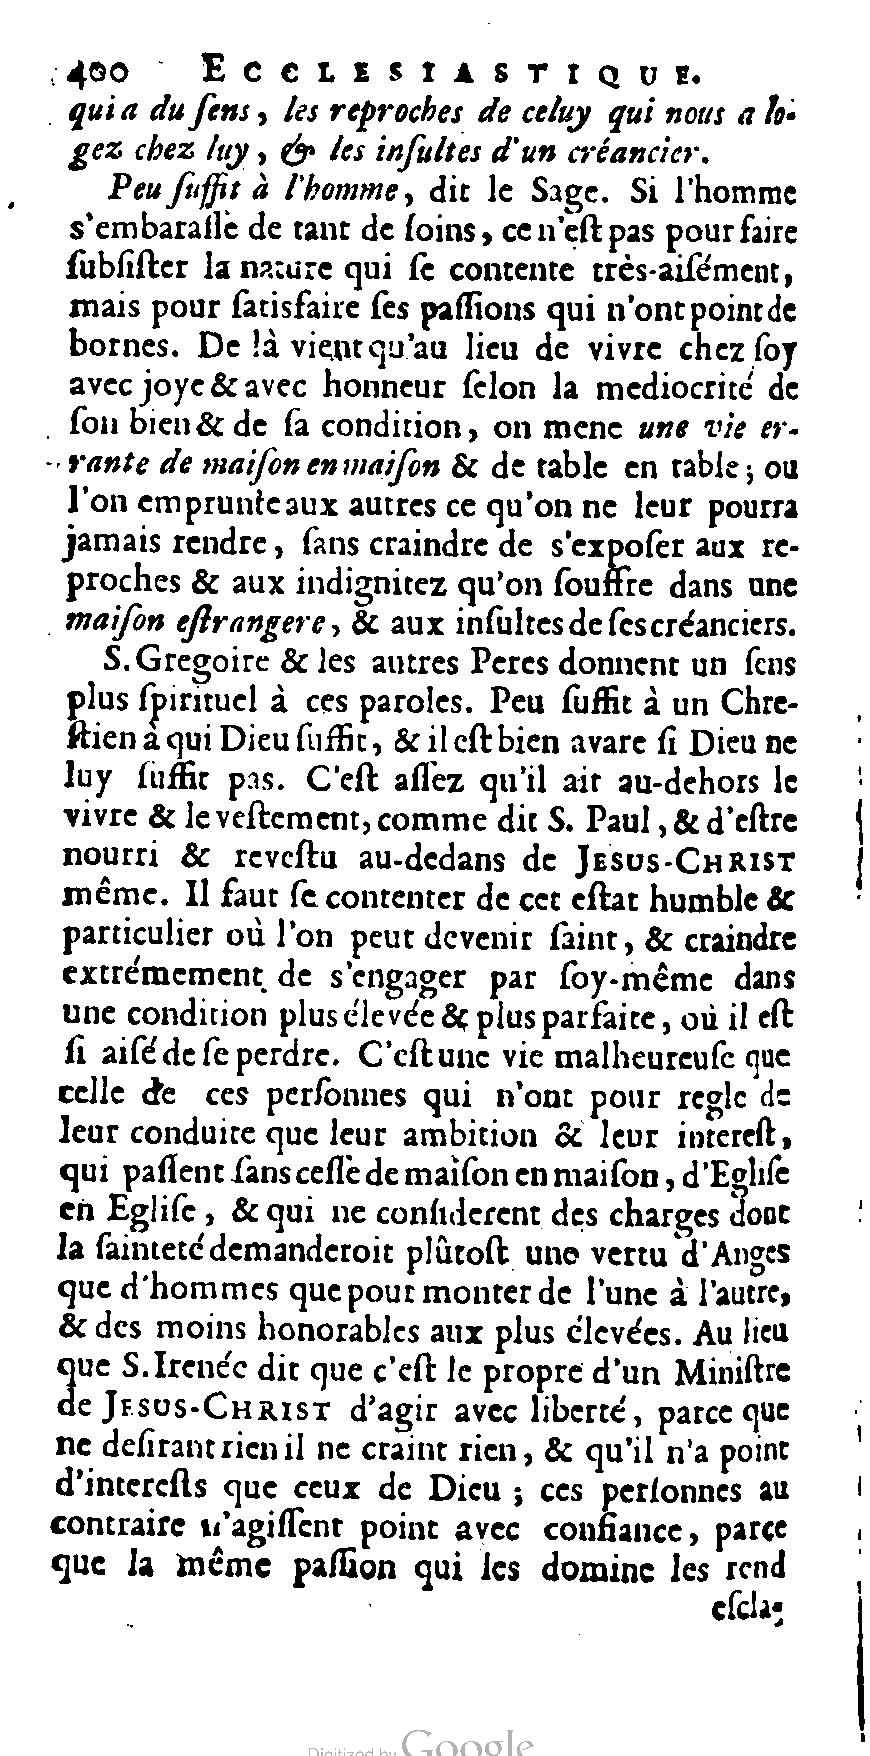 400 ECCLESIASTIQUE.
qui a du ſens, les reproches de celuy qui nous a lo-
gez chez luy, & les inſultes d'un créancier.
Peu ſuffit à l'homme, dit le Sage. Si l'homme
s'embaraſſe de tant de ſoins, ce n'eſt pas pour faire
ſubſiſter la nature qui ſe contente très-aiſément,
mais pour ſatisfaire ſes paſſions qui n'ont point de
bornes. De là vient qu'au lieu de vivre chez ſoy
avec joye & avec honneur ſelon la mediocrité de
ſon bien & de ſa condition, on mene une vie er-
rante de maiſon en maiſon & de table en table; ou
l'on emprunte aux autres ce qu'on ne leur pourra
jamais rendre, ſans craindre de s'expoſer aux re-
proches & aux indignitez qu'on ſouffre dans une
maiſon eſtrangere, & aux inſultes de ſes créanciers.
S. Gregoire & les autres Peres donnent un ſens
plus ſpirituel à ces paroles. Peu ſuffit à un Chre-
ſtien à qui Dieu ſuffit, & il eſt bien avare ſi Dieu ne
luy ſuffit pas. C'eſt aſſez qu'il ait au-dehors le
vivre & le veſtement, comme dit S. Paul, & d'eſtre
nourri & reveſtu au-dedans de JESUS-CHRIST
même. Il faut ſe contenter de cet eſtat humble &
particulier où l'on peut devenir ſaint, & craindre
extrémement de s'engager par ſoy-même dans
une condition plus élevée & plus parfaite, où il eſt
ſi aiſé de ſe perdre. C'eſt une vie malheureuſe que
celle de ces perſonnes qui n'ont pour regle de
leur conduite que leur ambition & leur intereſt,
qui paſſent ſans ceſſe de maiſon en maiſon, d'Egliſe
en Egliſe, & qui ne conſiderent des charges dont
la ſainteté demanderoit plûtoſt une vertu d'Anges
que d'hommes que pour monter de l'une à l'autre,
& des moins honorables aux plus élevées. Au lieu
que S. Irenée dit que c'eſt le propre d'un Miniſtre
de JESUS-CHRIST d'agir avec liberté, parce que
ne deſirant rien il ne craint rien, & qu'il n'a point
d'intereſts que ceux de Dieu ; ces perſonnes au
contraire n'agiſſent point avec confiance, parce
que la même paſſion qui les domine les rend
eſcla-
Digitized by Google